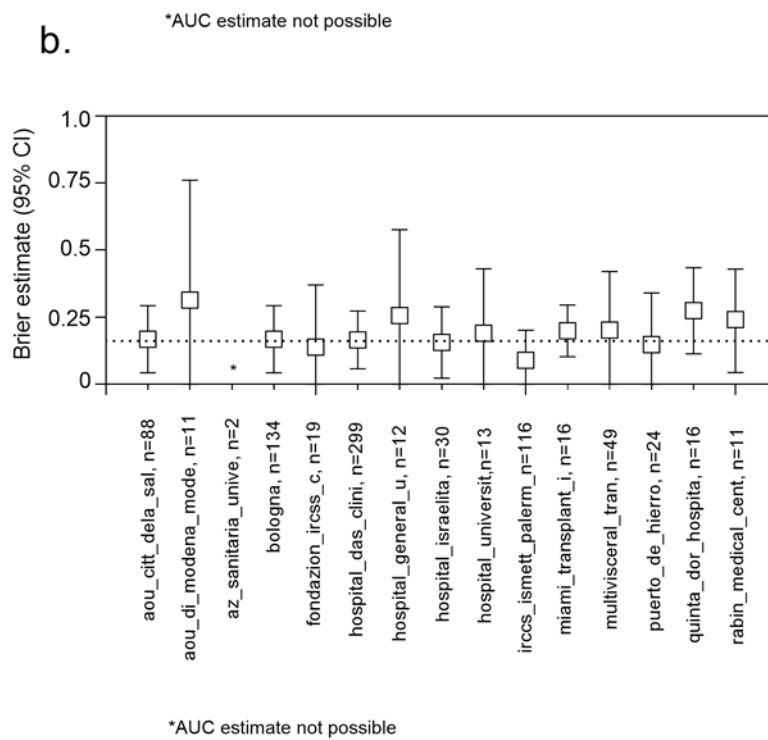 *AUC estimate not possible
b.
Brier estimate (95% CI)
1.0
0.75
0.5
0.25
0
*
aou_citt_dela_sal, n=88
aou_di_modena_mode, n=11
az_sanitaria_unive, n=2
bologna, n=134
fondazion_ircss_c, n=19
hospital_das_clini, n=299
hospital_general_u, n=12
hospital_israelita, n=30
hospital_universit,n=13
irccs_ismett_palerm_n=116
miami_transplant_i, n=16
multivisceral_tran, n=49
puerto_de_hierro, n=24
quinta_dor_hospita, n=16
rabin_medical_cent, n=11
*AUC estimate not possible